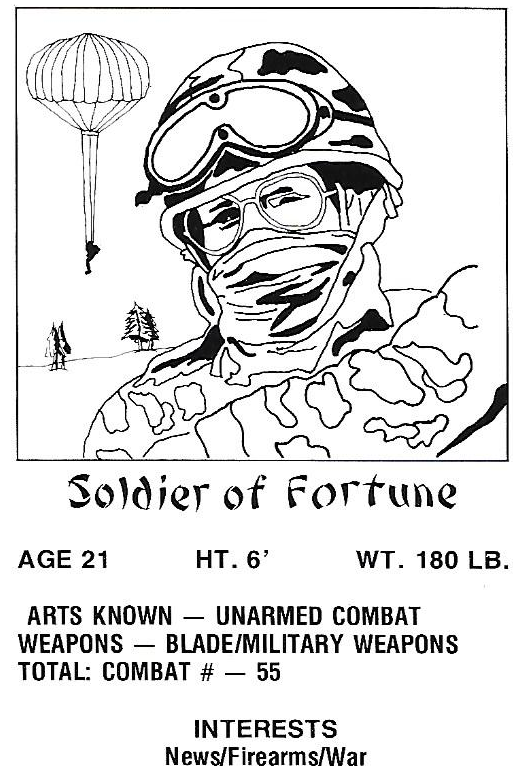 Soldier of Fortune
AGE 21 HT. 6' WT. 180 LB.
ARTS KNOWN — UNARMED COMBAT
WEAPONS — BLADE/MILITARY WEAPONS
TOTAL: COMBAT # — 55
INTERESTS
News/Firearms/War